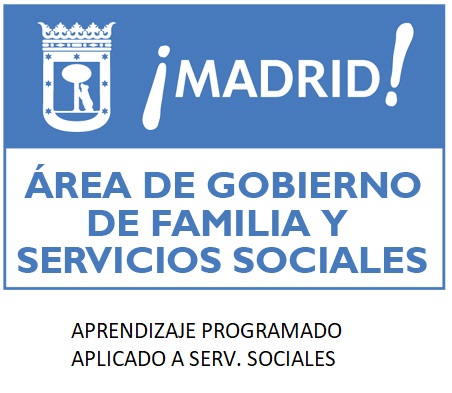 ¡MADRID!
ÁREA DE GOBIERNO
DE FAMILIA Y
SERVICIOS SOCIALES
APRENDIZAJE PROGRAMADO
APLICADO A SERV. SOCIALES